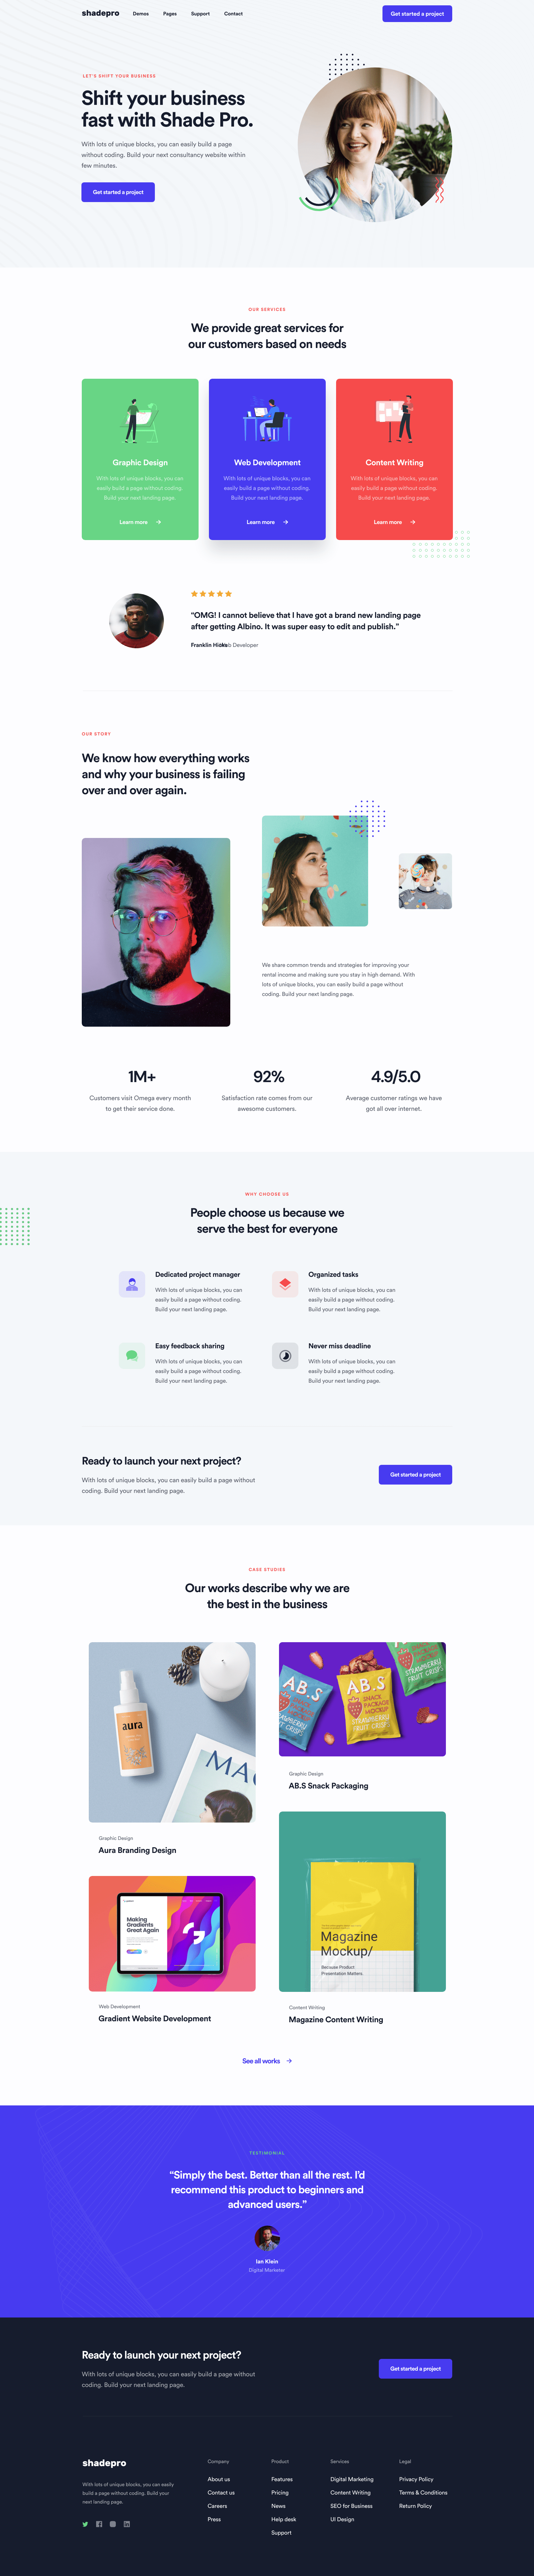 shadepro
Demos Pages Support Contact
Get started a project
LET'S SHIFT YOUR BUSINESS
Shift your business
fast with Shade Pro.
With lots of unique blocks, you can easily build a page
without coding. Build your next consultancy website within
few minutes.
Get started a project
OUR SERVICES
We provide great services for
our customers based on needs
Graphic Design
With lots of unique blocks, you can
easily build a page without coding.
Build your next landing page.
Learn more
Web Development
With lots of unique blocks, you can
easily build a page without coding.
Build your next landing page.
Learn more
Content Writing
With lots of unique blocks, you can
easily build a page without coding.
Build your next landing page.
Learn more
"OMG! I cannot believe that I have got a brand new landing page
after getting Albino. It was super easy to edit and publish."
Franklin Hicks Developer
OUR STORY
We know how everything works
and why your business is failing
over and over again.
We share common trends and strategies for improving your
rental income and making sure you stay in high demand. With
lots of unique blocks, you can easily build a page without
coding. Build your next landing page.
1M+
Customers visit Omega every month
to get their service done.
92%
Satisfaction rate comes from our
awesome customers.
4.9/5.0
Average customer ratings we have
got all over internet.
WHY CHOOSE US
People choose us because we
serve the best for everyone
Dedicated project manager
With lots of unique blocks, you can
easily build a page without coding.
Build your next landing page.
Organized tasks
With lots of unique blocks, you can
easily build a page without coding.
Build your next landing page.
Easy feedback sharing
With lots of unique blocks, you can
easily build a page without coding.
Build your next landing page.
Never miss deadline
With lots of unique blocks, you can
easily build a page without coding.
Build your next landing page.
Ready to launch your next project?
With lots of unique blocks, you can easily build a page without
coding. Build your next landing page.
Get started a project
CASE STUDIES
Our works describe why we are
the best in the business
aura
MAG
Graphic Design
Aura Branding Design
AB.S
SNACK
PACKAGE
MOCKUP
STRAWBERRY
FRUIT CRISPS
Graphic Design
AB.S Snack Packaging
Making
Gradients
Great Again
Web Development
Gradient Website Development
Magazine
Mockup/
Because Product
Presentation Matters.
Content Writing
Magazine Content Writing
See all works
TESTIMONIAL
"Simply the best. Better than all the rest. I'd
recommend this product to beginners and
advanced users."
Ian Klein
Digital Marketer
Ready to launch your next project?
With lots of unique blocks, you can easily build a page without
coding. Build your next landing page.
Get started a project
shadepro
With lots of unique blocks, you can easily
build a page without coding. Build your
next landing page.
Company
About us
Contact us
Careers
Press
Product
Features
Pricing
News
Help desk
Support
Services
Digital Marketing
Content Writing
SEO for Business
UI Design
Legal
Privacy Policy
Terms & Conditions
Return Policy